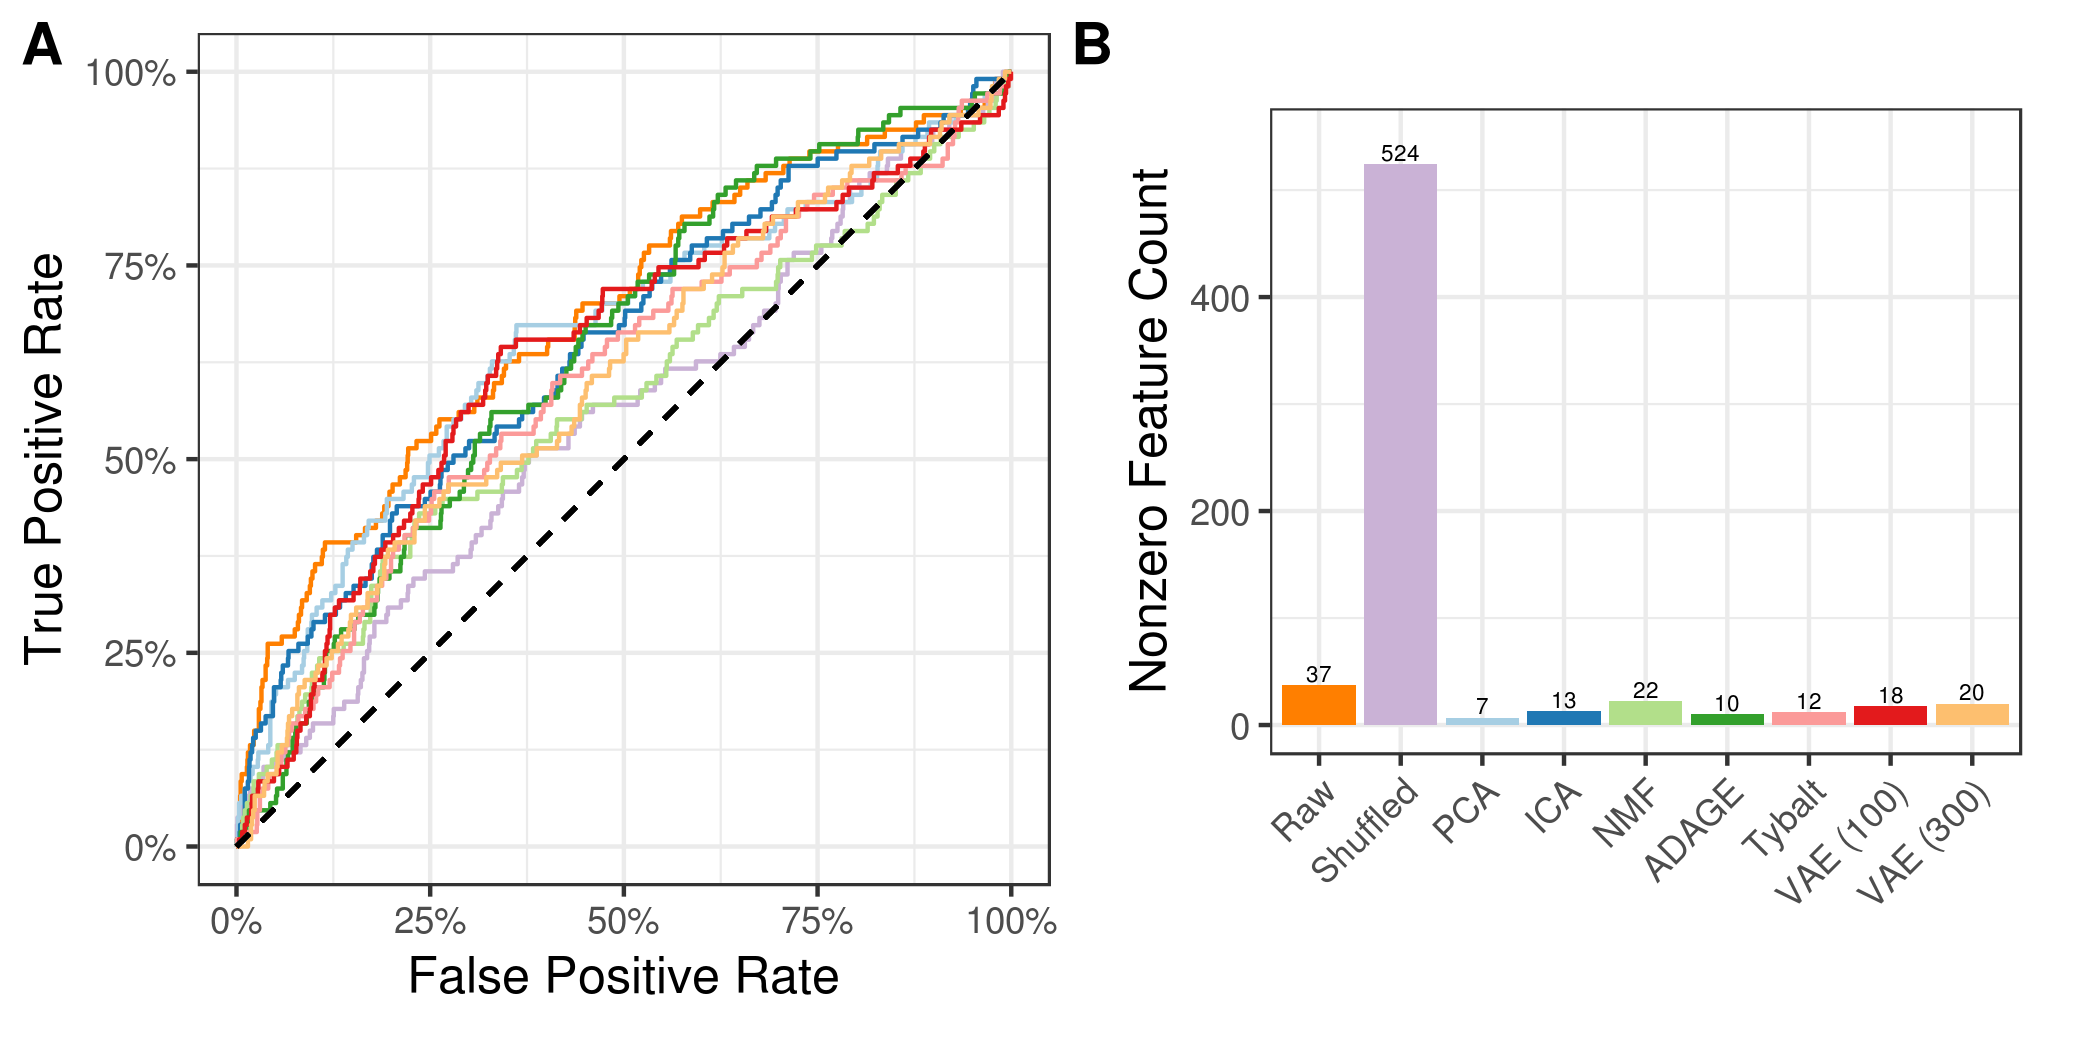 A
True Positive Rate
100%
75%
50%
25%
0%
0% 25% 50% 75% 100%
False Positive Rate
B
Nonzero Feature Count
400
200
0
37 524 7 13 22 10 12 18 20
Raw Shuffled PCA ICA NMF ADAGE Tybalt VAE (100) VAE (300)